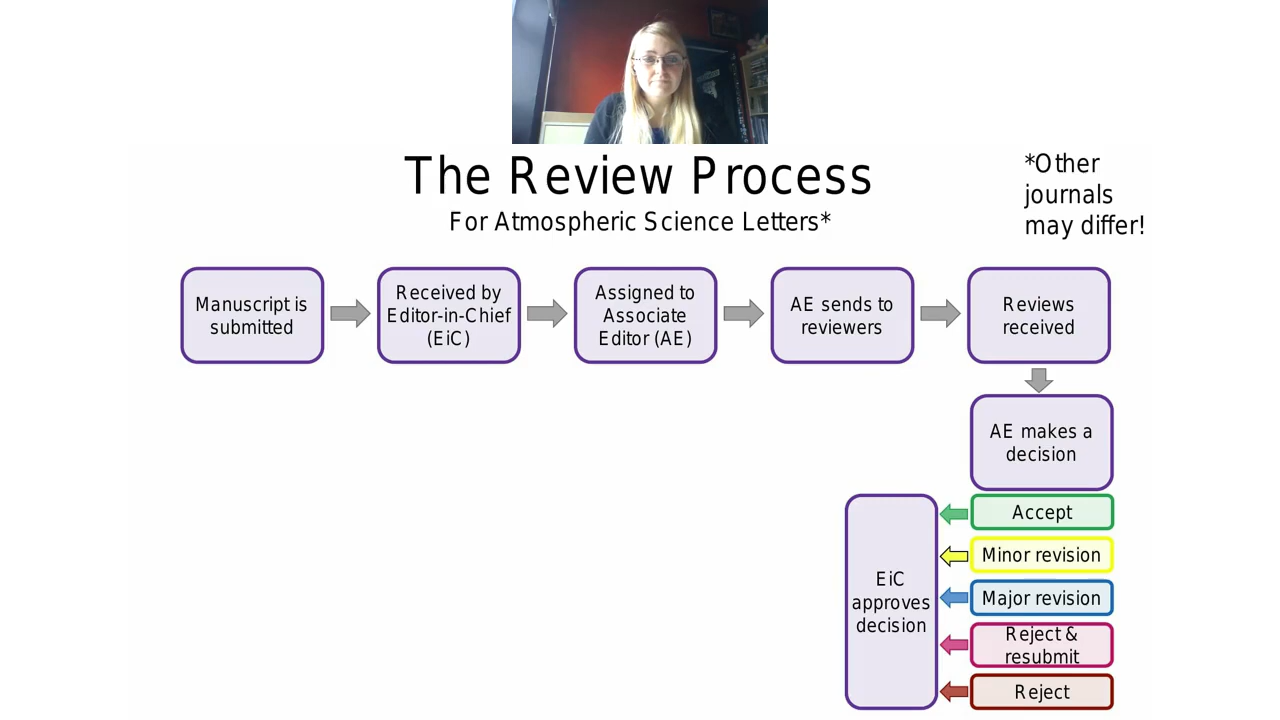 The Review Process
For Atmospheric Science Letters*
*Other
journals
may differ!
Manuscript is
submitted
Received by
Editor-in-Chief
(EiC)
Assigned to
Associate
Editor (AE)
AE sends to
reviewers
Reviews
received
AE makes a
decision
Accept
Minor revision
Major revision
Reject &
resubmit
Reject
EiC
approves
decision